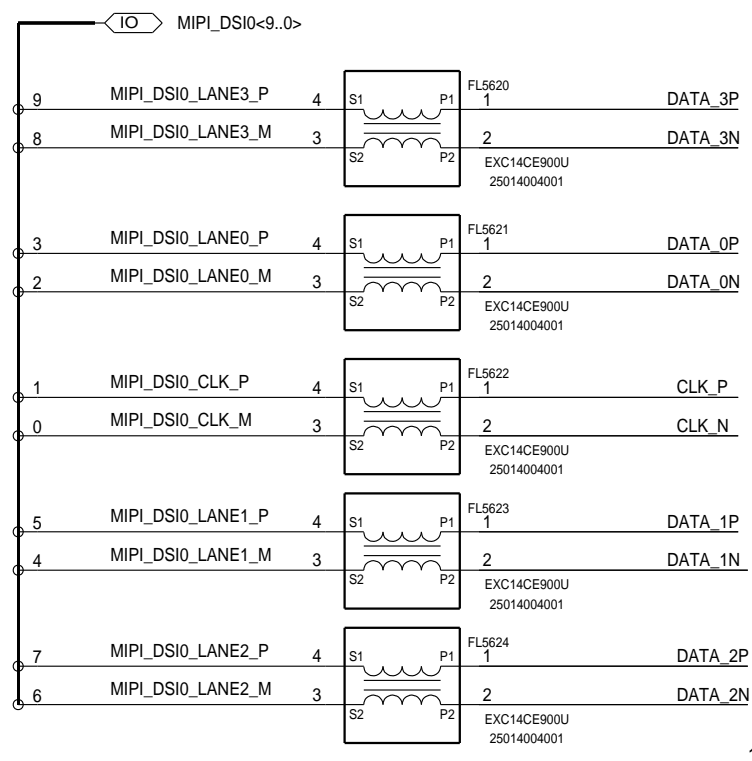 IO MIPI_DSI0<9..0>
FL5620
9 MIPI_DSI0_LANE3_P 4 S1 P1 1 DATA_3P
8 MIPI_DSI0_LANE3_M 3 S2 P2 2 DATA_3N
EXC14CE900U
25014004001
FL5621
3 MIPI_DSI0_LANE0_P 4 S1 P1 1 DATA_0P
2 MIPI_DSI0_LANE0_M 3 S2 P2 2 DATA_0N
EXC14CE900U
25014004001
FL5622
1 MIPI_DSI0_CLK_P 4 S1 P1 1 CLK_P
0 MIPI_DSI0_CLK_M 3 S2 P2 2 CLK_N
EXC14CE900U
25014004001
FL5623
5 MIPI_DSI0_LANE1_P 4 S1 P1 1 DATA_1P
4 MIPI_DSI0_LANE1_M 3 S2 P2 2 DATA_1N
EXC14CE900U
25014004001
FL5624
7 MIPI_DSI0_LANE2_P 4 S1 P1 1 DATA_2P
6 MIPI_DSI0_LANE2_M 3 S2 P2 2 DATA_2N
EXC14CE900U
25014004001